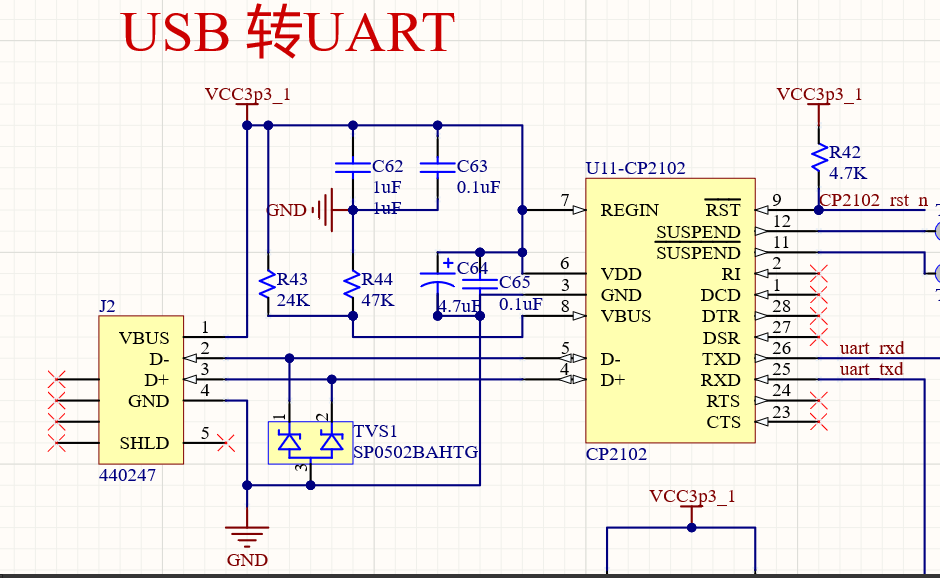 USB 转UART
VCC3p3_1
VCC3p3_1
C62
1uF
1uF
C63
0.1uF
R42
4.7K
U11-CP2102
GND
7
REGIN
RST
9
CP2102_rst_n
SUSPEND
12
SUSPEND
11
C64
4.7uF
C65
0.1uF
R43
24K
R44
47K
6
VDD
RI
2
3
GND
DCD
1
8
VBUS
DTR
28
DSR
27
J2
VBUS
1
D-
2
D+
3
GND
4
SHLD
5
440247
5
D-
TXD
26
uart_rxd
4
D+
RXD
25
uart_txd
RTS
24
CTS
23
CP2102
1
2
3
TVS1
SP0502BAHTG
VCC3p3_1
GND